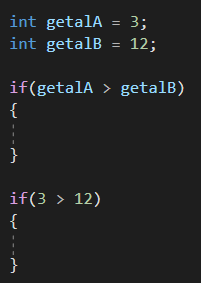 int getalA = 3;
int getalB = 12;
if(getalA > getalB)
{
}
if(3 > 12)
{
}